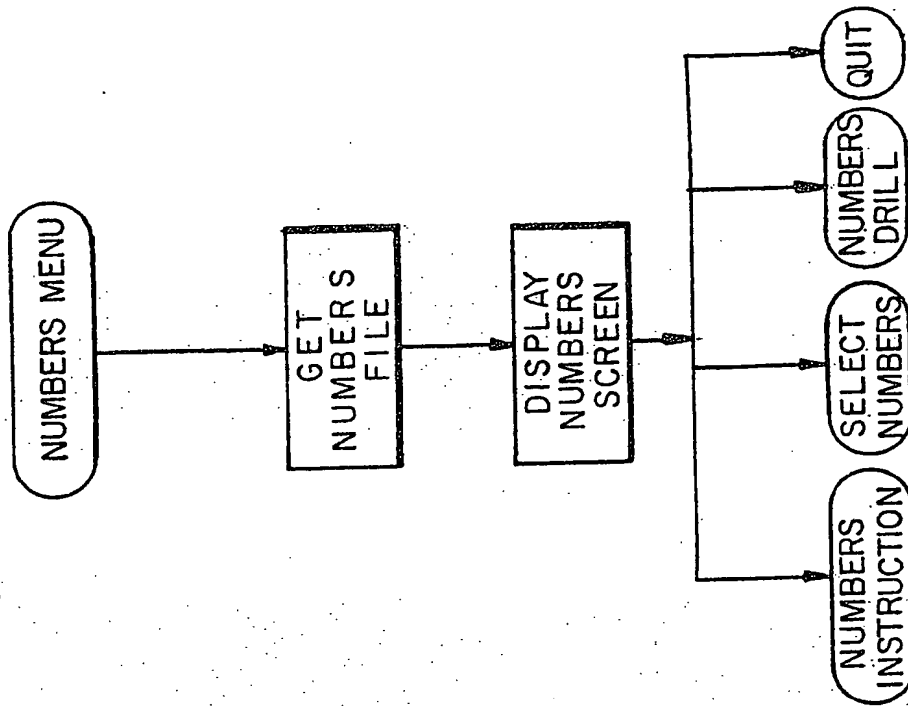 NUMBERS MENU
GET
NUMBERS
FILE
DISPLAY
NUMBERS
SCREEN
NUMBERS
INSTRUCTION
SELECT
NUMBERS
NUMBERS
DRILL
QUIT